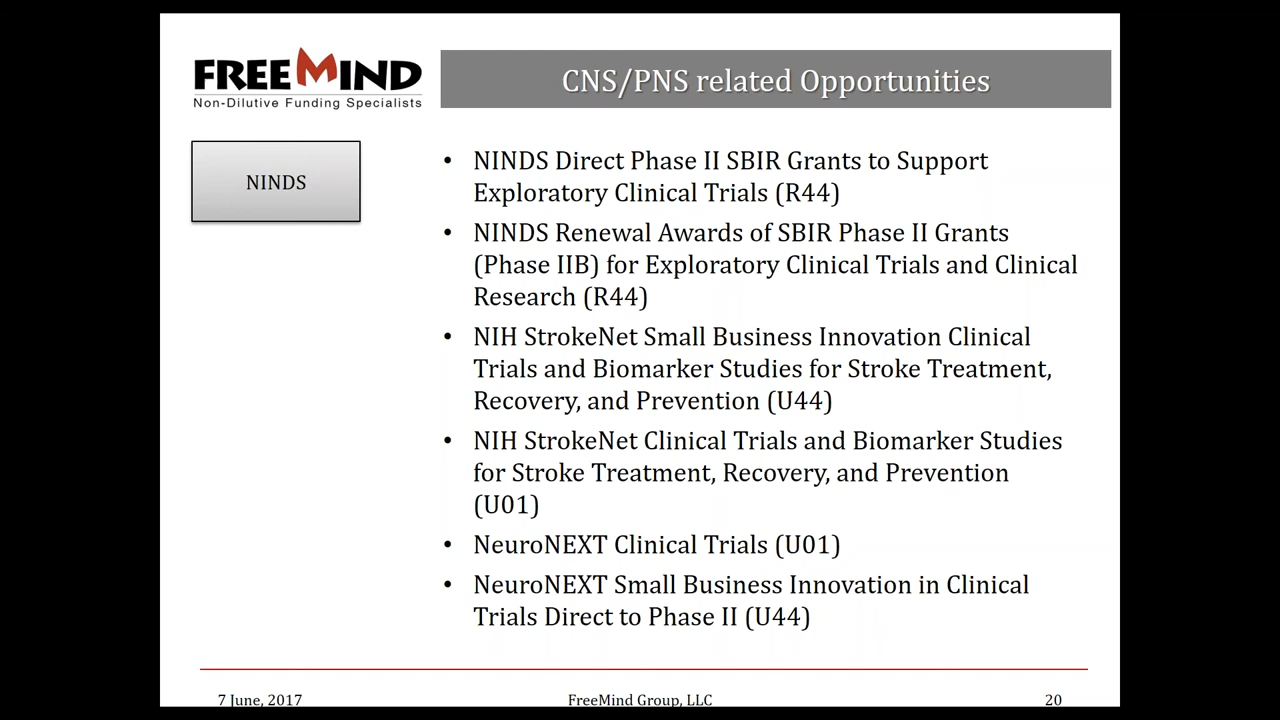 FREEMIND
Non-Dilutive Funding Specialists
CNS/PNS related Opportunities
NINDS
• NINDS Direct Phase II SBIR Grants to Support
Exploratory Clinical Trials (R44)
• NINDS Renewal Awards of SBIR Phase II Grants
(Phase IIB) for Exploratory Clinical Trials and Clinical
Research (R44)
• NIH StrokeNet Small Business Innovation Clinical
Trials and Biomarker Studies for Stroke Treatment,
Recovery, and Prevention (U44)
• NIH StrokeNet Clinical Trials and Biomarker Studies
for Stroke Treatment, Recovery, and Prevention
(U01)
• NeuroNEXT Clinical Trials (U01)
• NeuroNEXT Small Business Innovation in Clinical
Trials Direct to Phase II (U44)
7 June, 2017
FreeMind Group, LLC
20